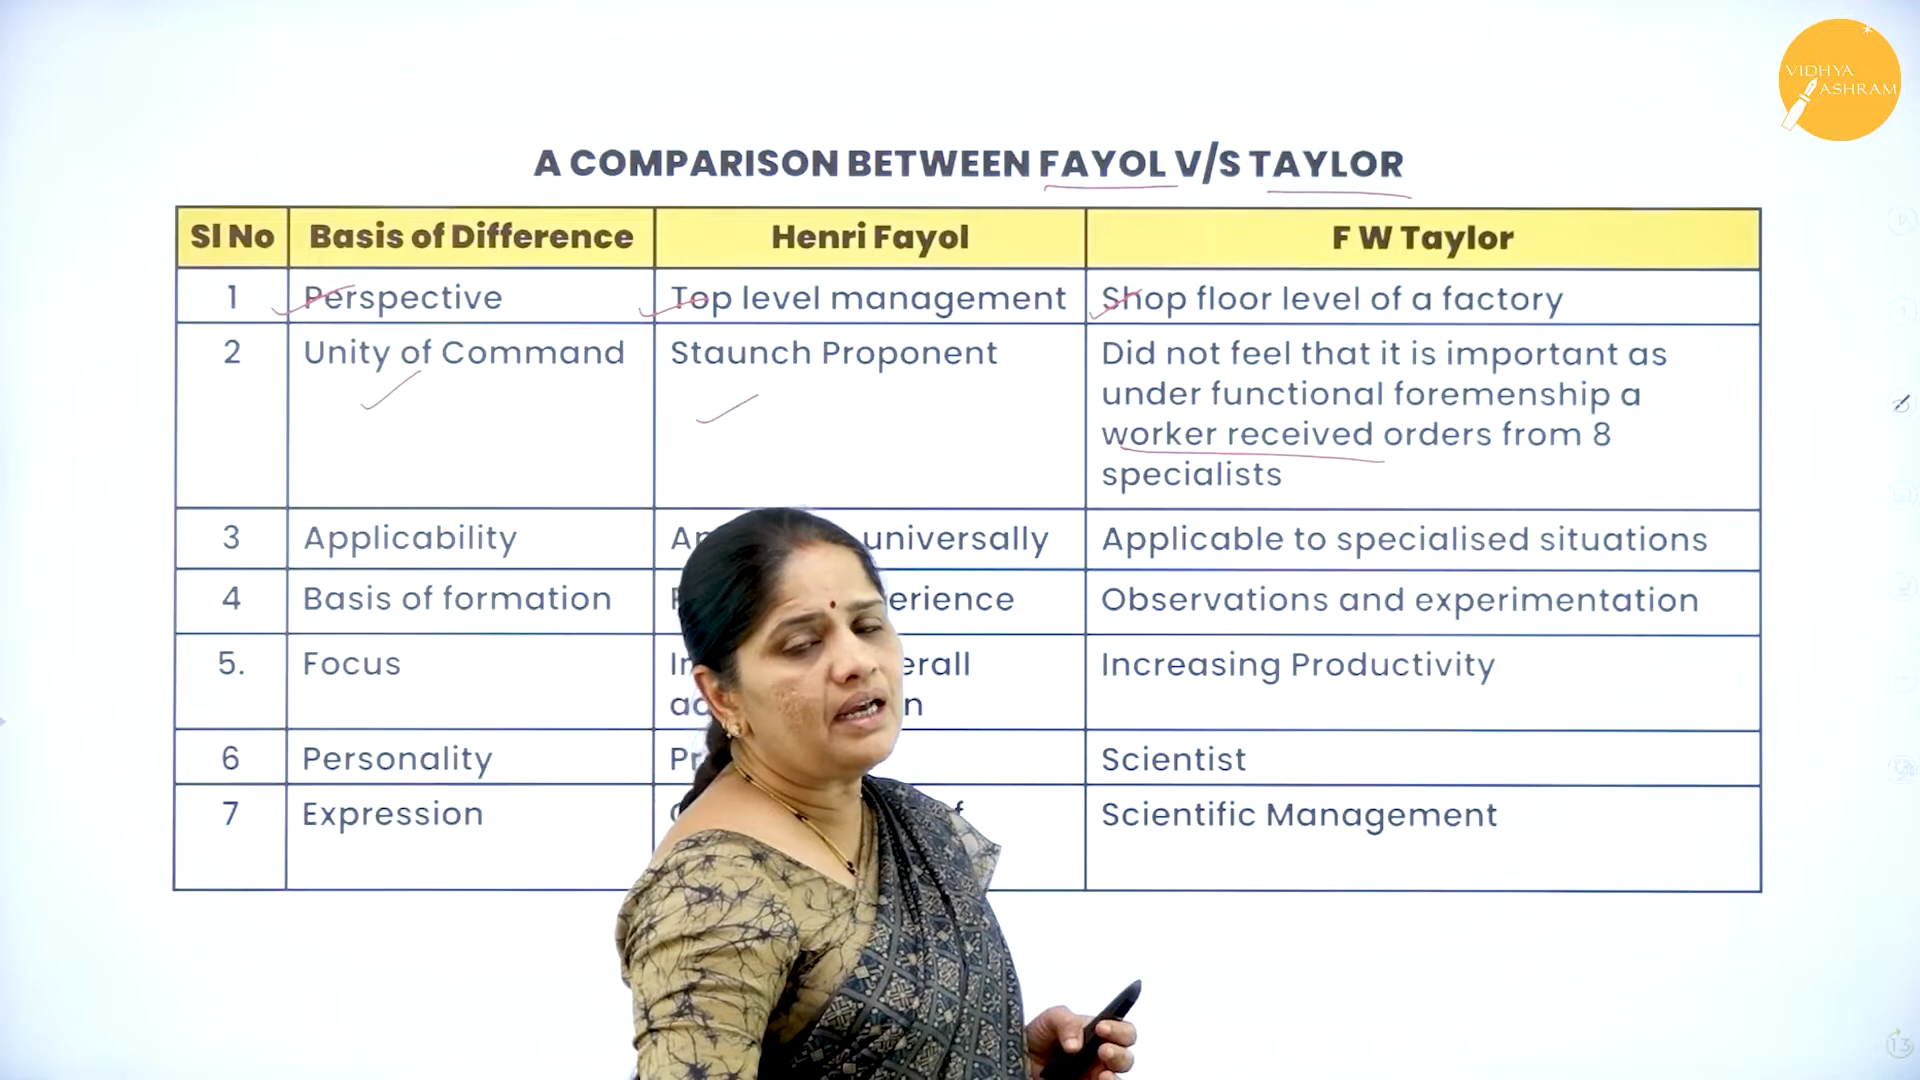 VIDHYA
ASHRAM
A COMPARISON BETWEEN FAYOL V/S TAYLOR
Sl No Basis of Difference Henri Fayol F W Taylor
1 Perspective Top level management Shop floor level of a factory
2 Unity of Command Staunch Proponent Did not feel that it is important as
under functional foremenship a
worker received orders from 8
specialists
3 Applicability universally Applicable to specialised situations
4 Basis of formation Observations and experimentation
5. Focus Increasing Productivity
6 Personality Scientist
7 Expression Scientific Management
13